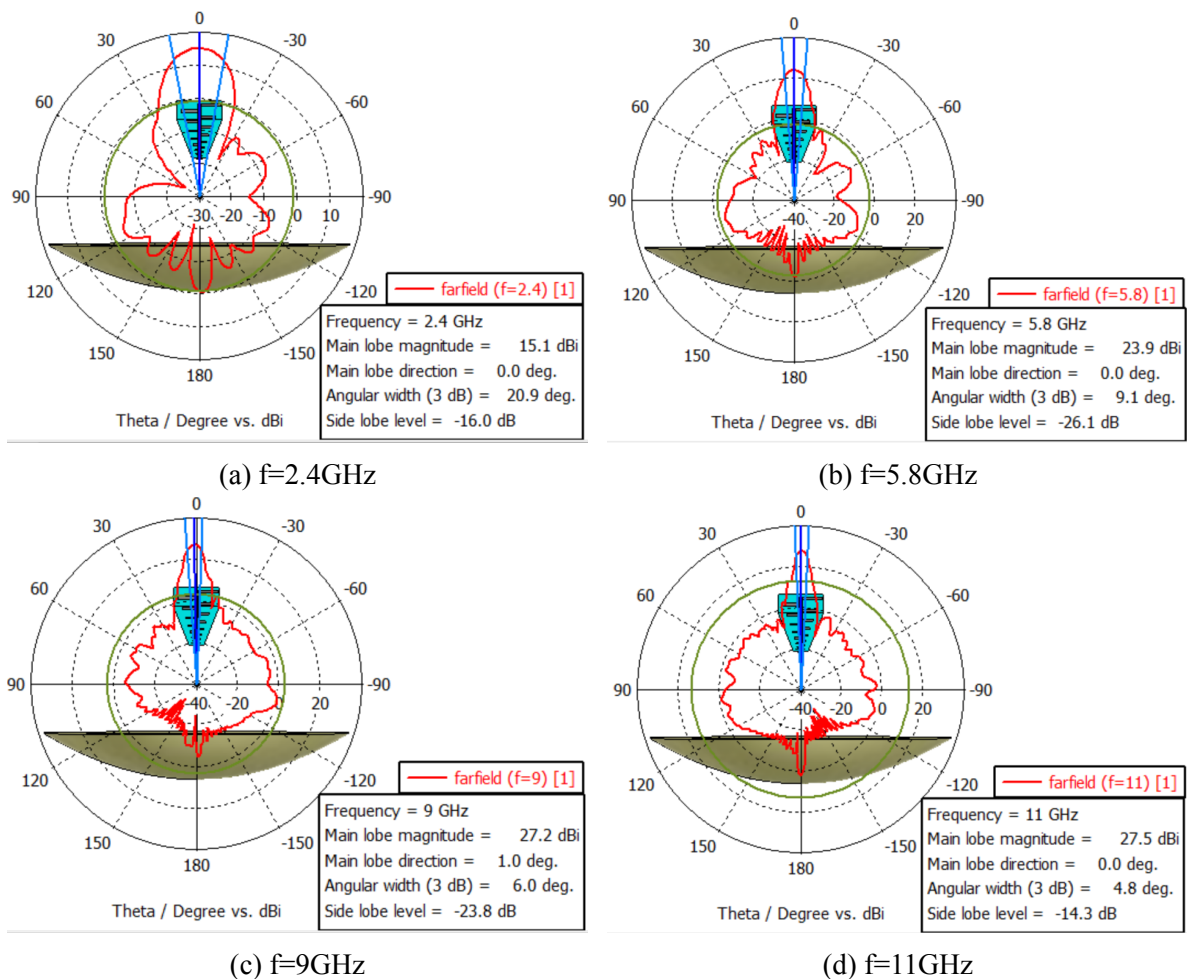 0
30
-30
60
-60
90
-90
-30
-20
-10
0
10
120
-120
150
-150
180
farfield (f=2.4) [1]
Frequency = 2.4 GHz
Main lobe magnitude = 15.1 dBi
Main lobe direction = 0.0 deg.
Angular width (3 dB) = 20.9 deg.
Side lobe level = -16.0 dB
Theta / Degree vs. dBi
(a) f=2.4GHz
0
30
-30
60
-60
90
-90
-40
-20
0
20
120
-120
150
-150
180
farfield (f=5.8) [1]
Frequency = 5.8 GHz
Main lobe magnitude = 23.9 dBi
Main lobe direction = 0.0 deg.
Angular width (3 dB) = 9.1 deg.
Side lobe level = -26.1 dB
Theta / Degree vs. dBi
(b) f=5.8GHz
0
30
-30
60
-60
90
-90
-40
-20
0
20
120
-120
150
-150
180
farfield (f=9) [1]
Frequency = 9 GHz
Main lobe magnitude = 27.2 dBi
Main lobe direction = 1.0 deg.
Angular width (3 dB) = 6.0 deg.
Side lobe level = -23.8 dB
Theta / Degree vs. dBi
(c) f=9GHz
0
30
-30
60
-60
90
-90
-40
-20
0
20
120
-120
150
-150
180
farfield (f=11) [1]
Frequency = 11 GHz
Main lobe magnitude = 27.5 dBi
Main lobe direction = 0.0 deg.
Angular width (3 dB) = 4.8 deg.
Side lobe level = -14.3 dB
Theta / Degree vs. dBi
(d) f=11GHz